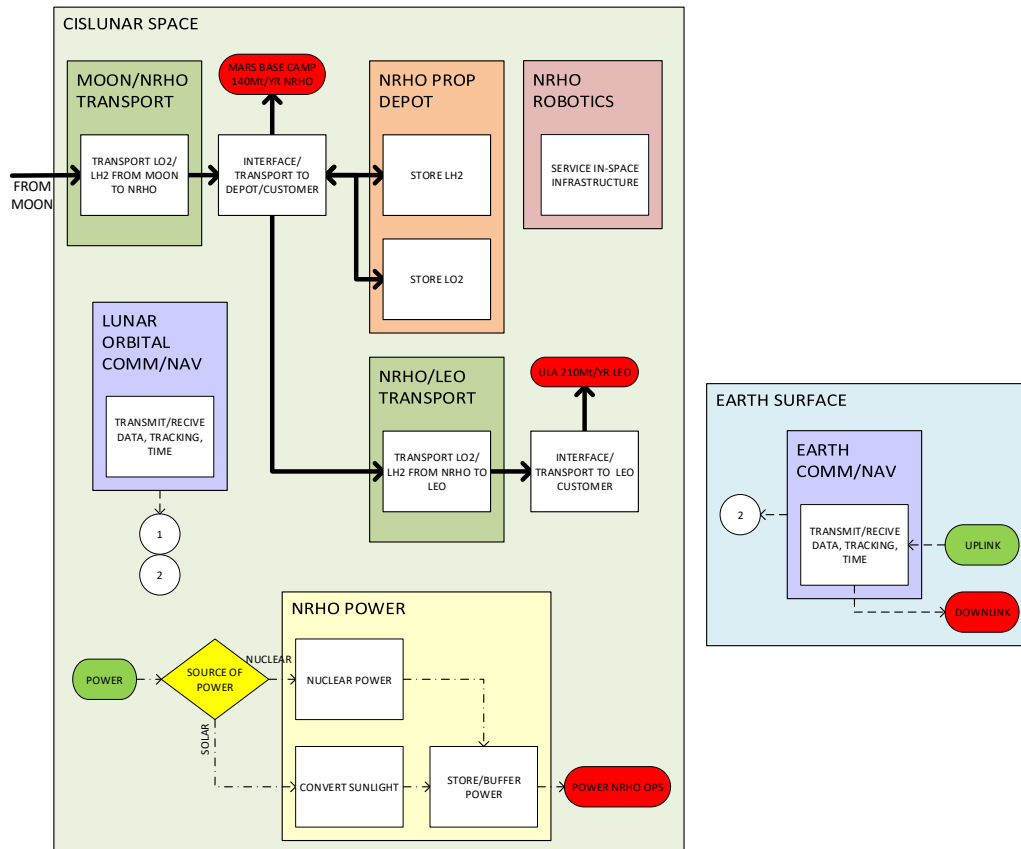 CISLUNAR SPACE
MOON/NRHO
TRANSPORT
TRANSPORT LO2/
LH2 FROM MOON
TO NRHO
FROM
MOON
MARS BASE CAMP
140Mt/YR NRHO
INTERFACE/
TRANSPORT TO
DEPOT/CUSTOMER
NRHO PROP
DEPOT
STORE LH2
STORE LO2
NRHO
ROBOTICS
SERVICE IN-SPACE
INFRASTRUCTURE
LUNAR
ORBITAL
COMM/NAV
TRANSMIT/RECIVE
DATA, TRACKING,
TIME
1
2
NRHO/LEO
TRANSPORT
TRANSPORT LO2/
LH2 FROM NRHO TO
LEO
ULA 210Mt/YR LEO
INTERFACE/
TRANSPORT TO LEO
CUSTOMER
NRHO POWER
POWER
SOURCE OF
POWER
NUCLEAR
SOLAR
NUCLEAR POWER
CONVERT SUNLIGHT
STORE/BUFFER
POWER
POWER NRHO OPS
EARTH SURFACE
EARTH
COMM/NAV
2
TRANSMIT/RECIVE
DATA, TRACKING,
TIME
UPLINK
DOWNLINK